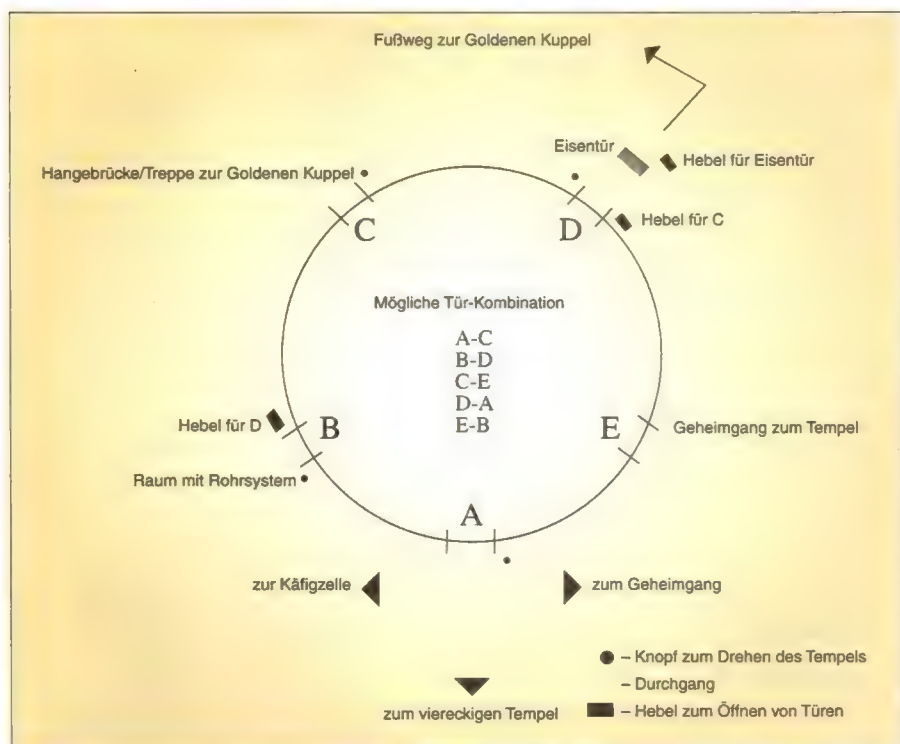 Fußweg zur Goldenen Kuppel
Eisentür
Hebel für Eisentür
Hangebrücke/Treppe zur Goldenen Kuppel
C
D
Hebel für C
Mögliche Tür-Kombination
A-C
B-D
C-E
D-A
E-B
Hebel für D
B
E
Geheimgang zum Tempel
Raum mit Rohrsystem
A
zur Käfigzelle
zum Geheimgang
zum viereckigen Tempel
– Knopf zum Drehen des Tempels
– Durchgang
– Hebel zum Öffnen von Türen